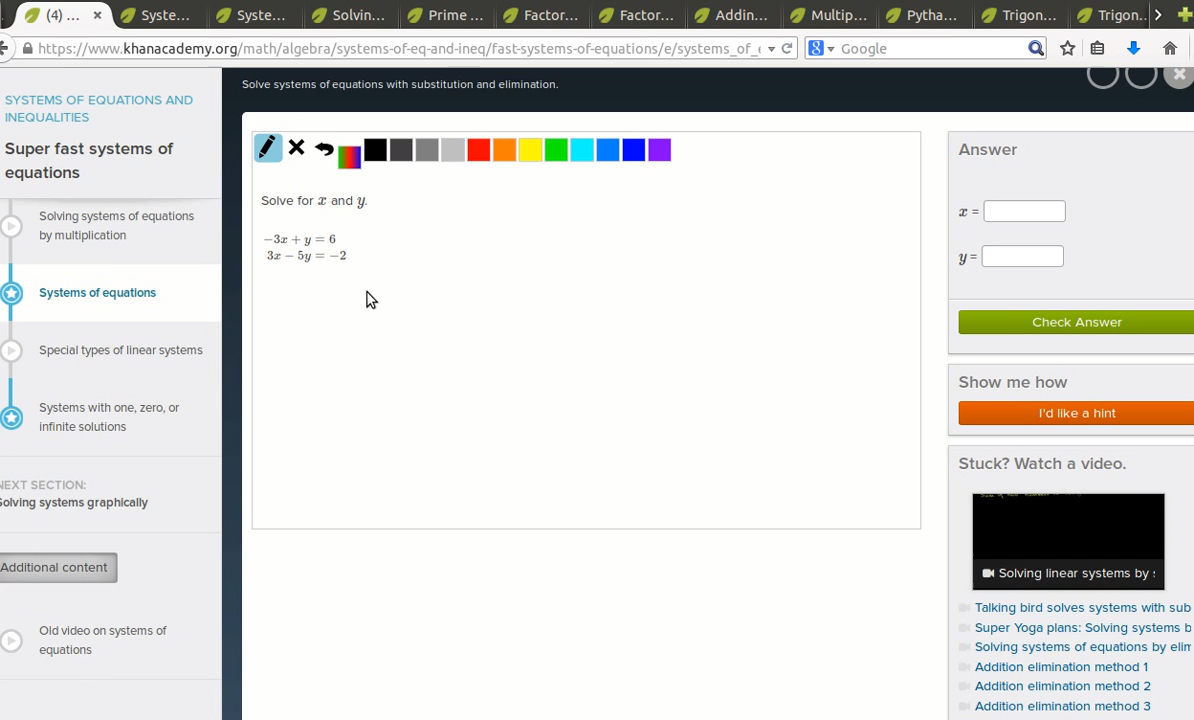 (4) ...
Syste...
Syste...
Solvin...
Prime ...
Factor...
Factor...
Addin...
Multip...
Pytha...
Trigon...
Trigon...
https://www.khanacademy.org/math/algebra/systems-of-eq-and-ineq/fast-systems-of-equations/e/systems_of_
Google
SYSTEMS OF EQUATIONS AND
INEQUALITIES
Super fast systems of
equations
Solving systems of equations
by multiplication
Systems of equations
Special types of linear systems
Systems with one, zero, or
infinite solutions
NEXT SECTION:
Solving systems graphically
Additional content
Old video on systems of
equations
Solve systems of equations with substitution and elimination.
Solve for x and y.
−3x + y = 6
3x − 5y = −2
Answer
x =
y =
Check Answer
Show me how
I'd like a hint
Stuck? Watch a video.
Solving linear systems by s
Talking bird solves systems with sub
Super Yoga plans: Solving systems b
Solving systems of equations by elim
Addition elimination method 1
Addition elimination method 2
Addition elimination method 3